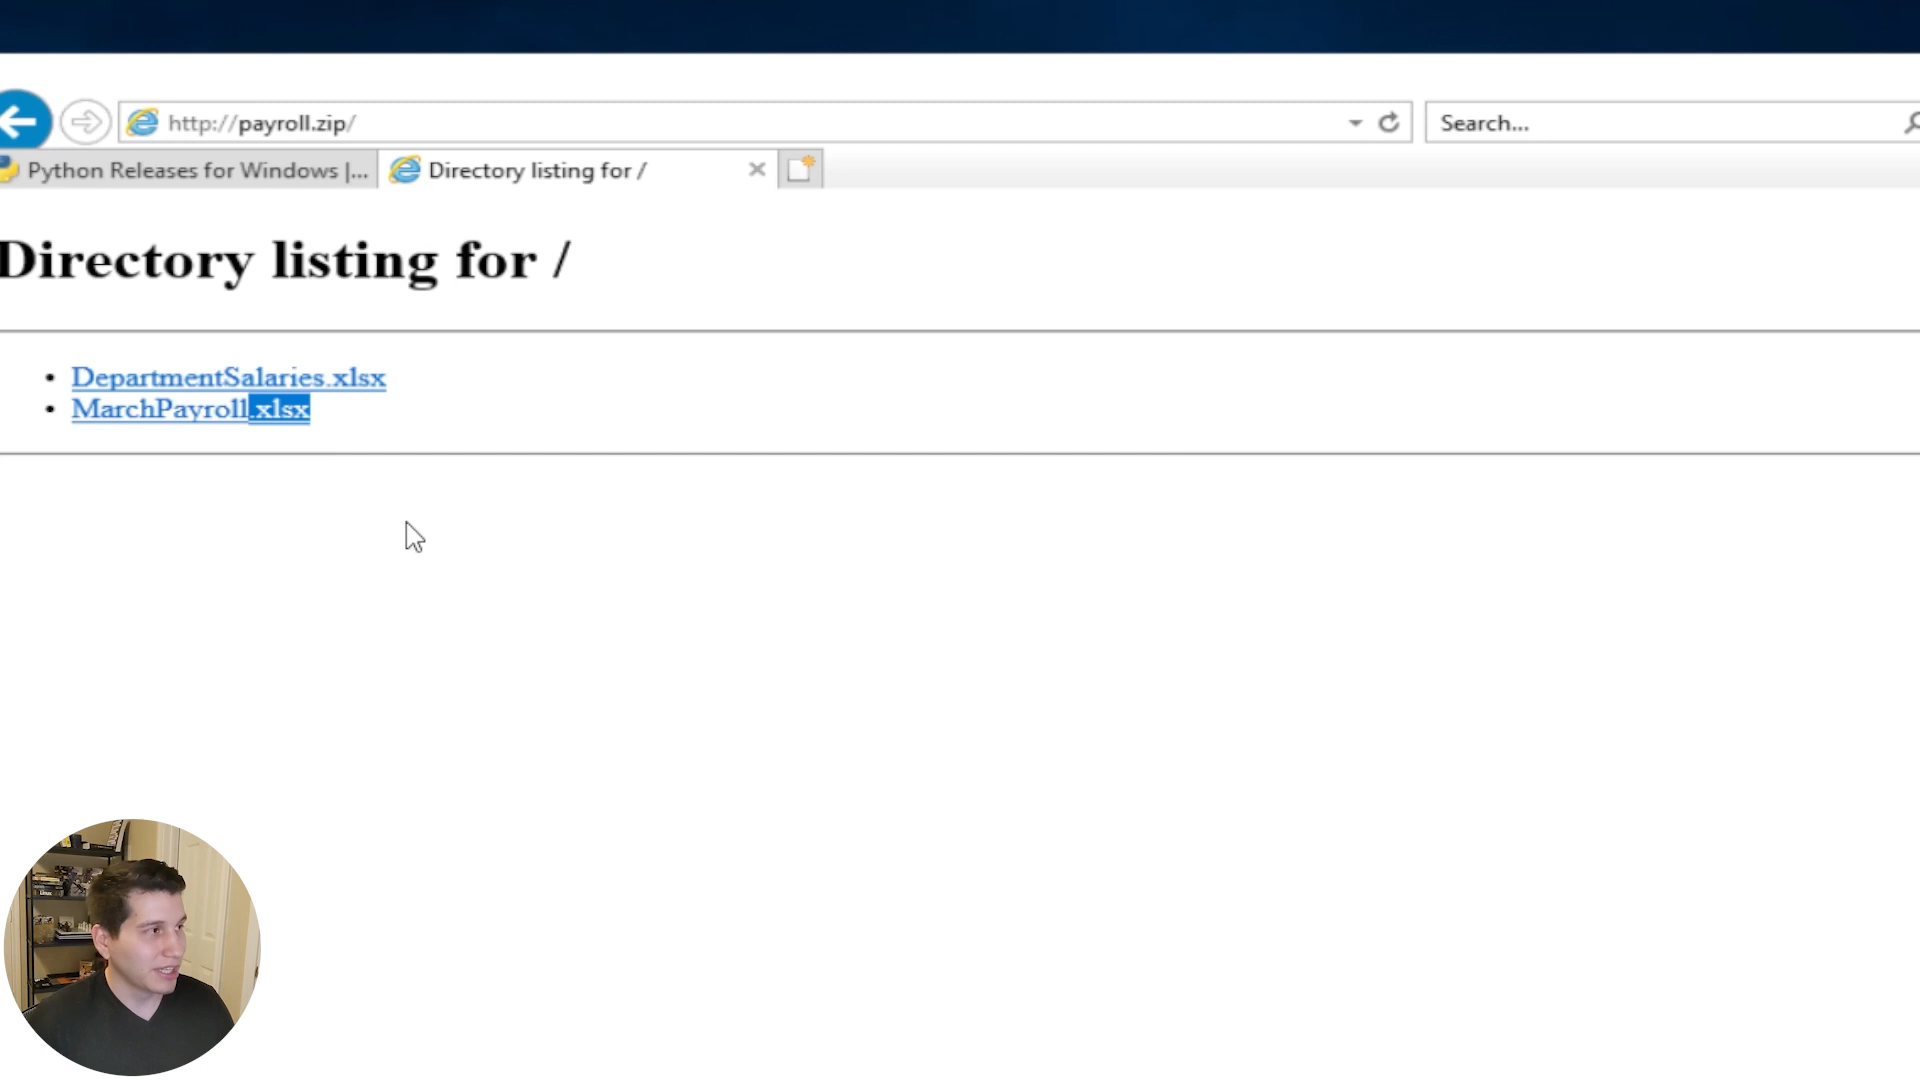 http://payroll.zip/
Search...
Python Releases for Windows |...
Directory listing for /
Directory listing for /
DepartmentSalaries.xlsx
MarchPayroll.xlsx